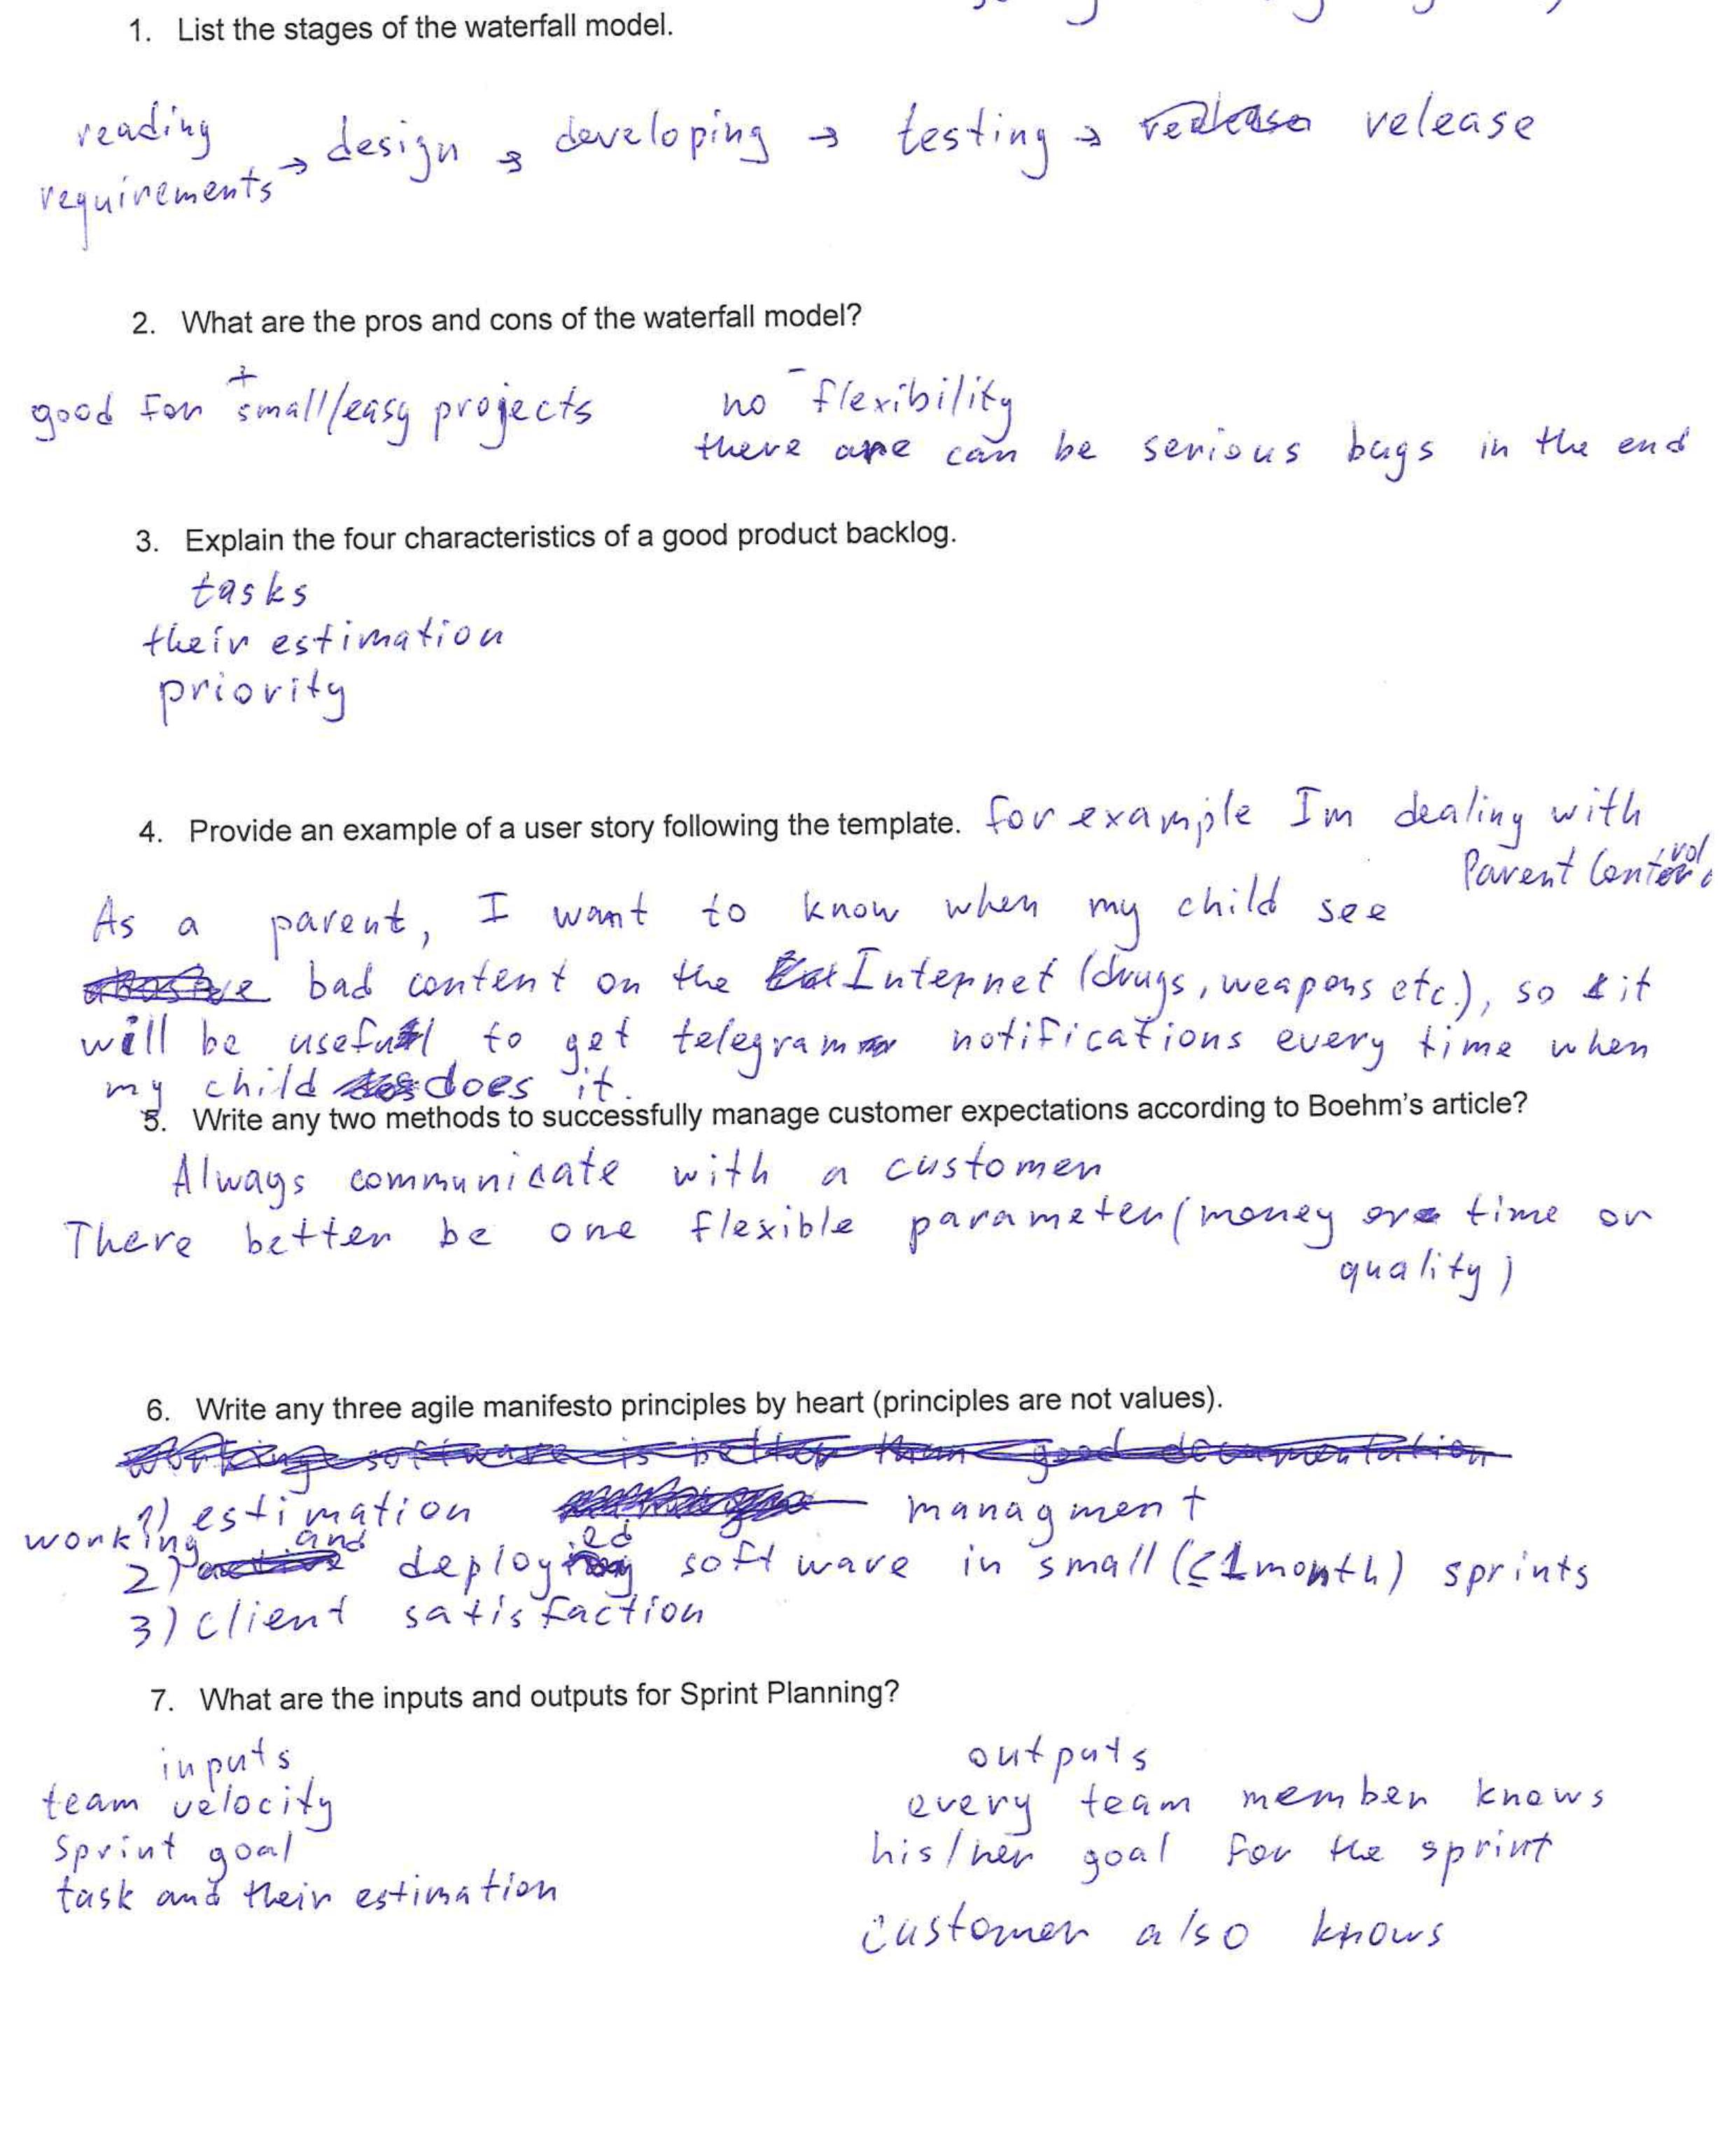 1. List the stages of the waterfall model.
reading
requirements → design → developing → testing → release
2. What are the pros and cons of the waterfall model?
+ -
good for small/easy projects no flexibility
there can be serious bugs in the end
3. Explain the four characteristics of a good product backlog.
tasks
their estimation
priority
4. Provide an example of a user story following the template. for example Im dealing with
Parent Control
As a parent, I want to know when my child see
bad content on the Internet (drugs, weapons etc.), so it
will be useful to get telegram notifications every time when
my child does it.
5. Write any two methods to successfully manage customer expectations according to Boehm's article?
Always communicate with a customer
There better be one flexible parameter (money or time or
quality)
6. Write any three agile manifesto principles by heart (principles are not values).
Working software is better than good documentation
1) estimation managment
2) working and deployed software in small (≤1month) sprints
3) client satisfaction
7. What are the inputs and outputs for Sprint Planning?
inputs outputs
team velocity every team member knows
Sprint goal his/her goal for the sprint
task and their estimation
customer also knows